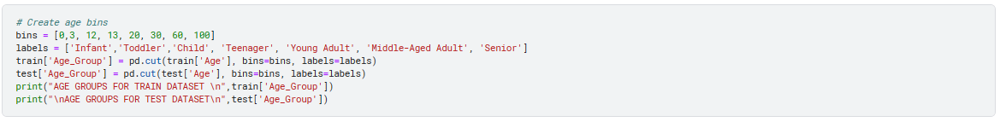 # Create age bins
bins = [0,3, 12, 13, 20, 30, 60, 100]
labels = ['Infant','Toddler','Child', 'Teenager', 'Young Adult', 'Middle-Aged Adult', 'Senior']
train['Age_Group'] = pd.cut(train['Age'], bins=bins, labels=labels)
test['Age_Group'] = pd.cut(test['Age'], bins=bins, labels=labels)
print("AGE GROUPS FOR TRAIN DATASET \n",train['Age_Group'])
print("\nAGE GROUPS FOR TEST DATASET\n",test['Age_Group'])